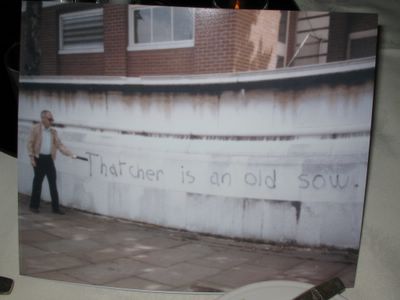 Thatcher is an old sow.